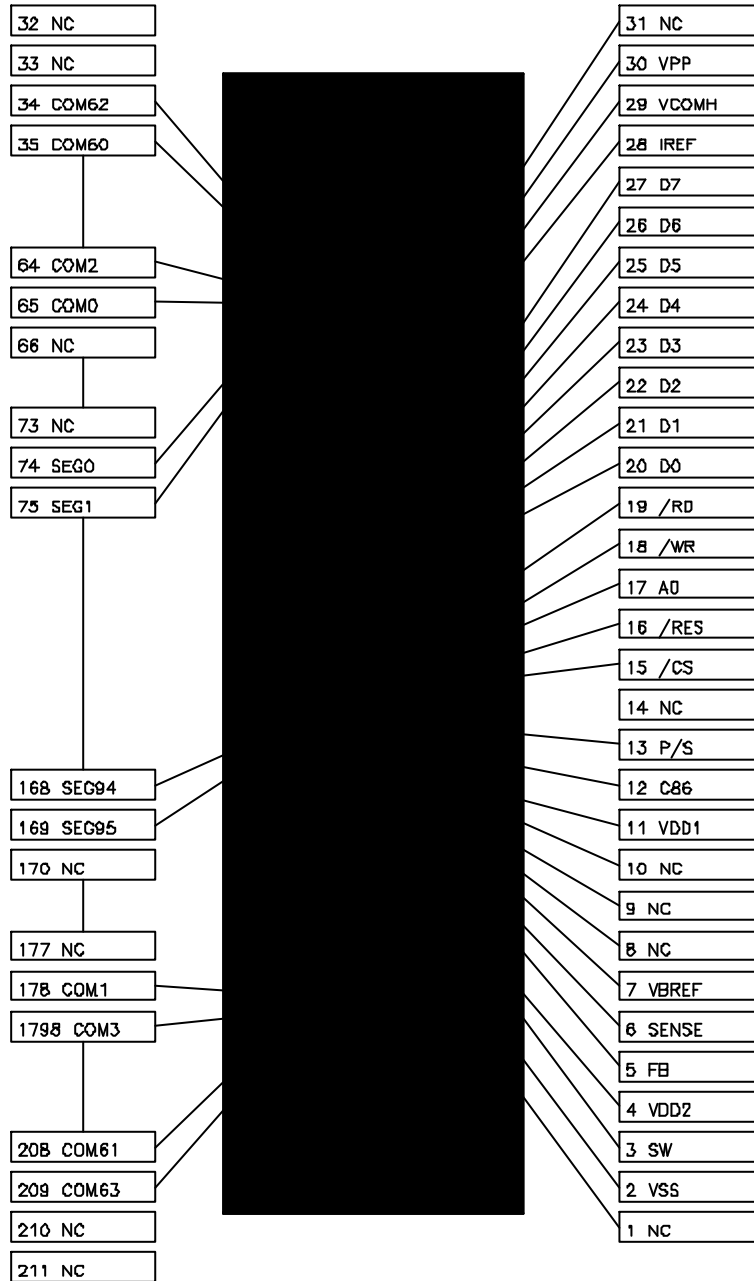 32 NC
33 NC
34 COM62
35 COM60
64 COM2
65 COM0
66 NC
73 NC
74 SEG0
75 SEG1
168 SEG94
169 SEG95
170 NC
177 NC
178 COM1
1798 COM3
208 COM61
209 COM63
210 NC
211 NC
31 NC
30 VPP
29 VCOMH
28 IREF
27 D7
26 D6
25 D5
24 D4
23 D3
22 D2
21 D1
20 D0
19 /RD
18 /WR
17 A0
16 /RES
15 /CS
14 NC
13 P/S
12 C86
11 VDD1
10 NC
9 NC
8 NC
7 VBREF
6 SENSE
5 FB
4 VDD2
3 SW
2 VSS
1 NC